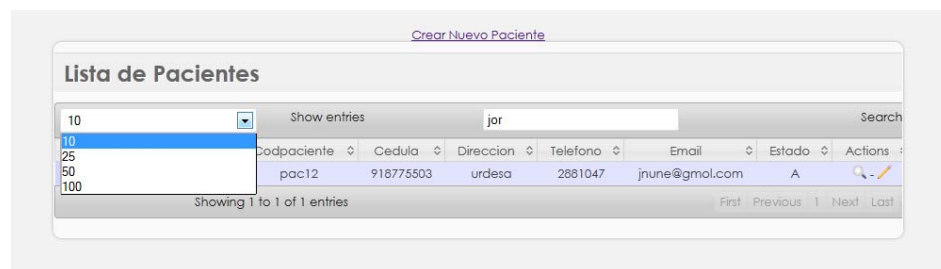 Crear Nuevo Paciente
Lista de Pacientes
10 Show entries jor Search
10
25
50
100
Codpaciente Cedula Direccion Telefono Email Estado Actions
pac12 918775503 urdesa 2881047 jnune@gmol.com A -
Showing 1 to 1 of 1 entries First Previous 1 Next Last